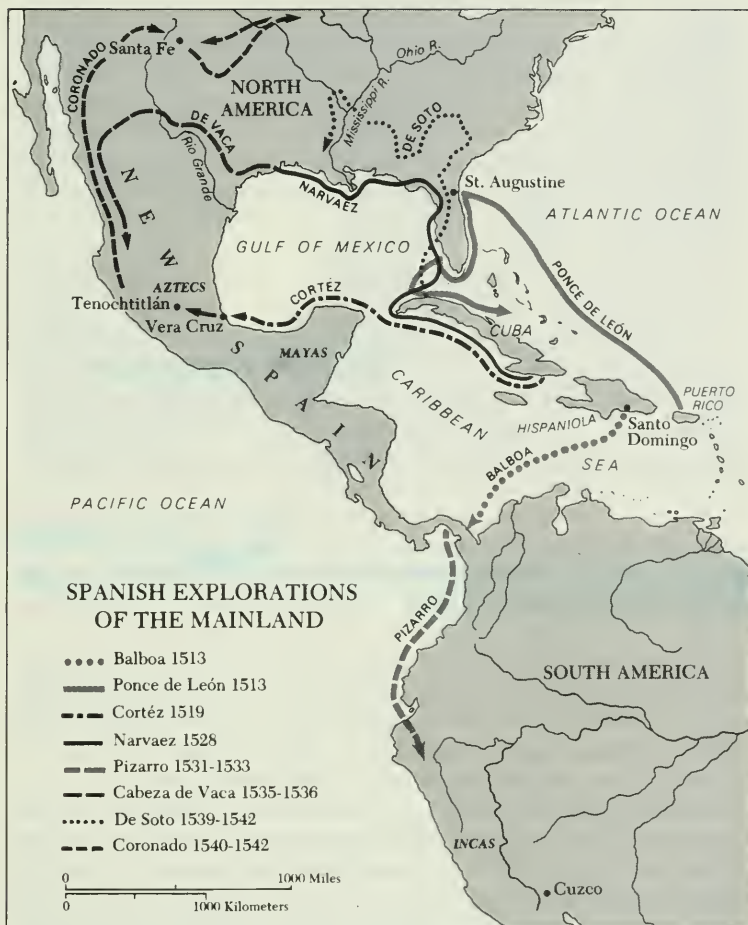 CORONADO
Santa Fe
Ohio R.
NORTH
AMERICA
Mississippi R.
DE VACA
DE SOTO
Rio Grande
St. Augustine
NARVAEZ
ATLANTIC OCEAN
GULF OF MEXICO
PONCE DE LEÓN
NEW
AZTECS
CORTÉZ
Tenochtitlán
Vera Cruz
CUBA
MAYAS
SPAIN
CARIBBEAN
PUERTO
RICO
HISPANIOLA
Santo
Domingo
BALBOA
SEA
PACIFIC OCEAN
SPANISH EXPLORATIONS
OF THE MAINLAND
PIZARRO
SOUTH AMERICA
Balboa 1513
Ponce de León 1513
Cortéz 1519
Narvaez 1528
Pizarro 1531-1533
Cabeza de Vaca 1535-1536
De Soto 1539-1542
Coronado 1540-1542
INCAS
0 1000 Miles
0 1000 Kilometers
Cuzco